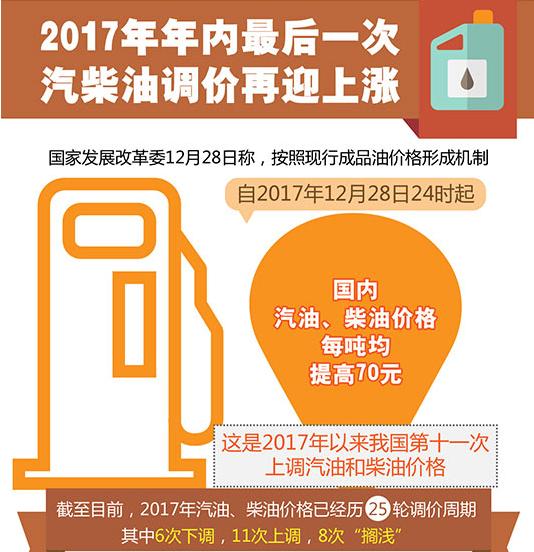 2017年年内最后一次
汽柴油调价再迎上涨
国家发展改革委12月28日称，按照现行成品油价格形成机制
自2017年12月28日24时起
国内
汽油、柴油价格
每吨均
提高70元
这是2017年以来我国第十一次
上调汽油和柴油价格
截至目前，2017年汽油、柴油价格已经历25轮调价周期
其中6次下调，11次上调，8次“搁浅”